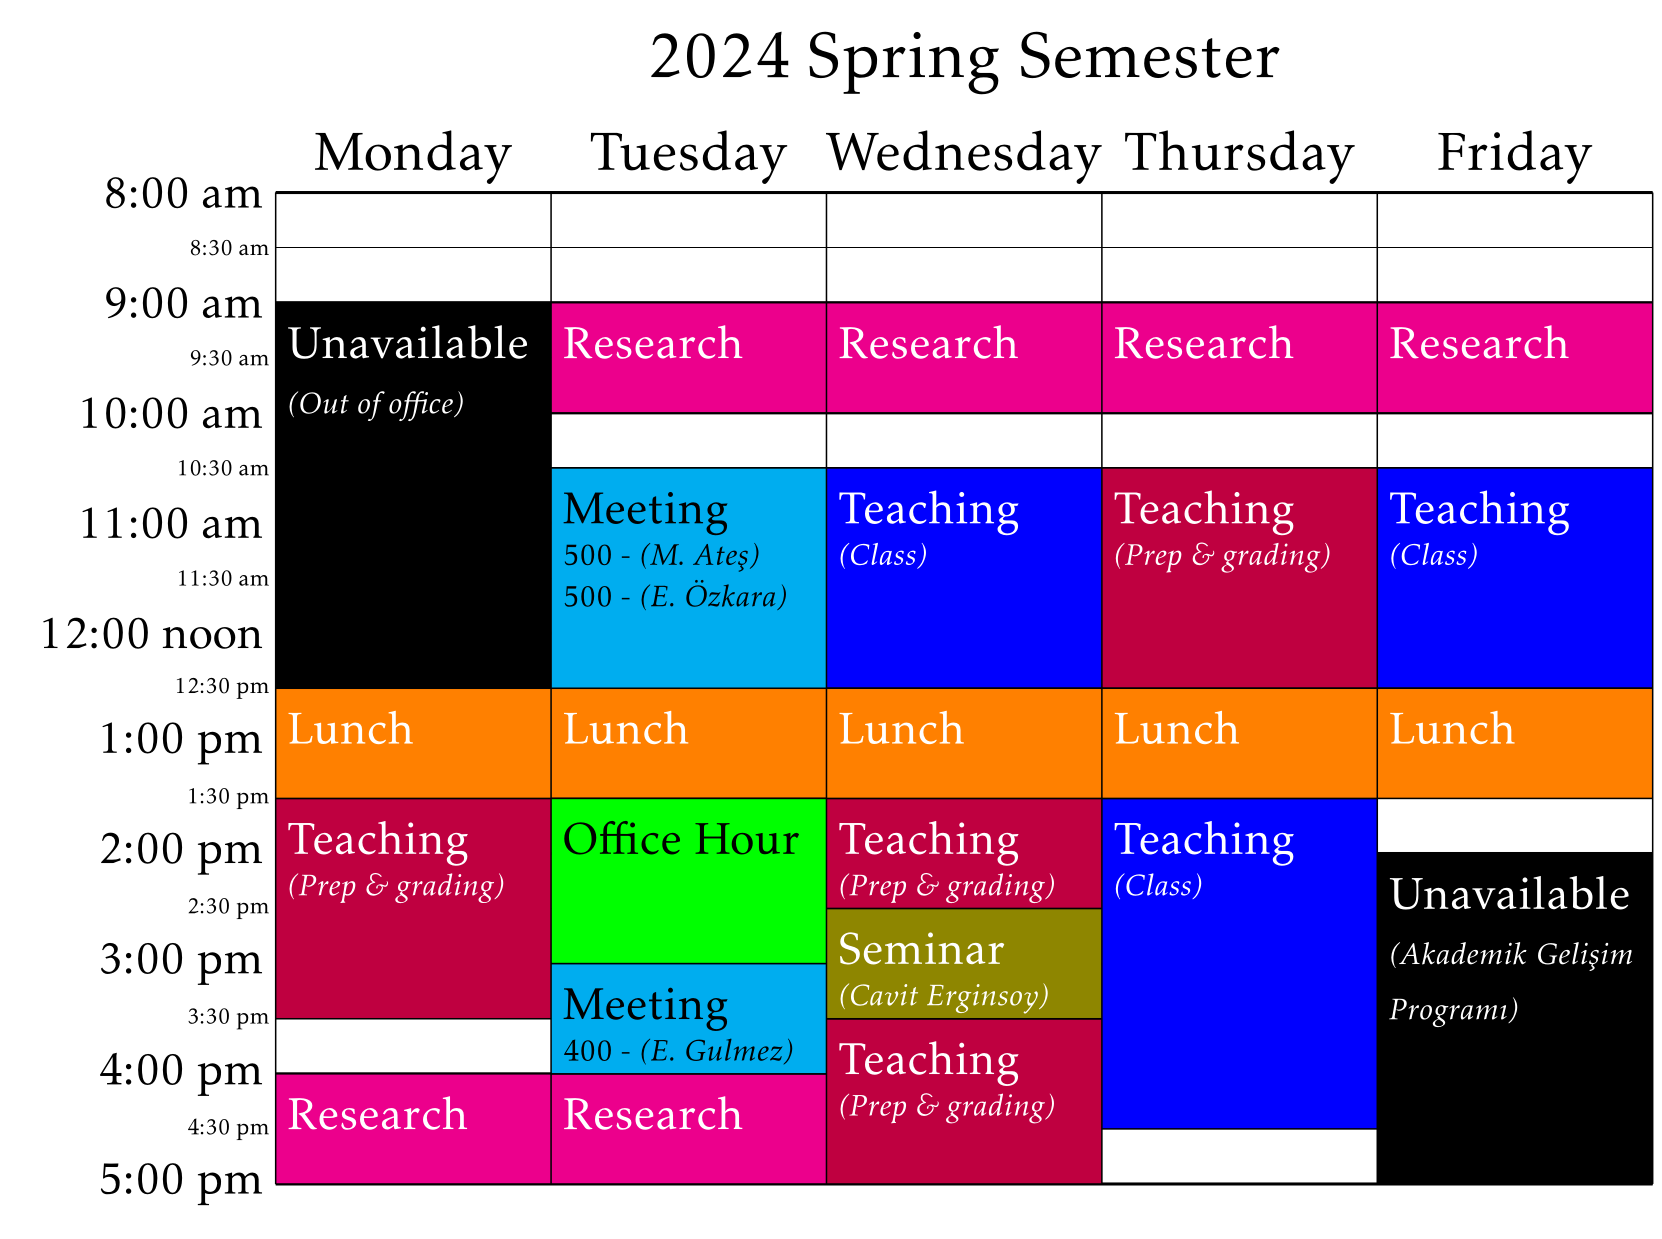 2024 Spring Semester
Monday Tuesday Wednesday Thursday Friday
8:00 am
8:30 am
9:00 am
Unavailable Research Research Research Research
9:30 am
(Out of office)
10:00 am
10:30 am
Meeting Teaching Teaching Teaching
11:00 am
500 - (M. Ateş) (Class) (Prep & grading) (Class)
11:30 am
500 - (E. Özkara)
12:00 noon
12:30 pm
Lunch Lunch Lunch Lunch Lunch
1:00 pm
1:30 pm
Teaching Office Hour Teaching Teaching
2:00 pm
(Prep & grading) (Prep & grading) (Class)
Unavailable
2:30 pm
Seminar
(Akademik Gelişim
3:00 pm
(Cavit Erginsoy)
Meeting
Programı)
3:30 pm
400 - (E. Gulmez)
Teaching
4:00 pm
(Prep & grading)
Research Research
4:30 pm
5:00 pm